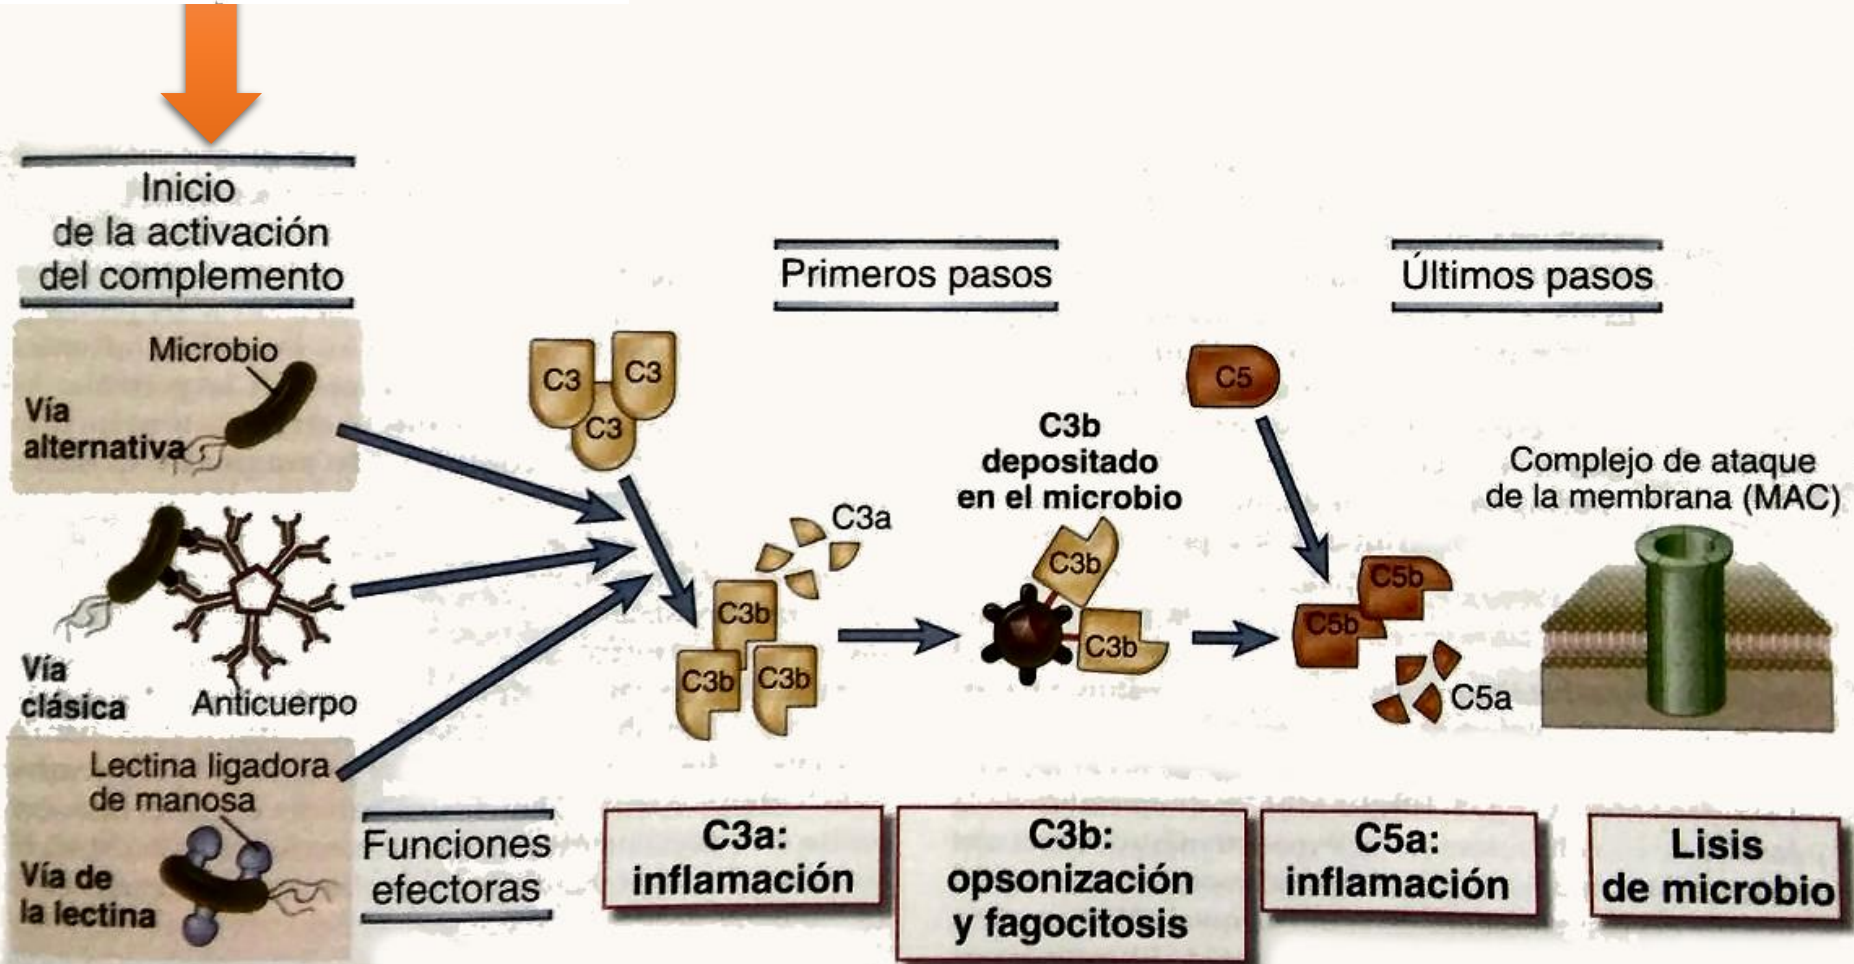 Inicio
de la activación
del complemento
Primeros pasos
Últimos pasos
Microbio
Vía
alternativa
C3
C3
C3
C5
C3b
depositado
en el microbio
Complejo de ataque
de la membrana (MAC)
C3a
C3b
C3b
C3b
C3b
C3b
C5b
C5b
C5a
Vía
clásica
Anticuerpo
Lectina ligadora
de manosa
Vía de
la lectina
Funciones
efectoras
C3a:
inflamación
C3b:
opsonización
y fagocitosis
C5a:
inflamación
Lisis
de microbio